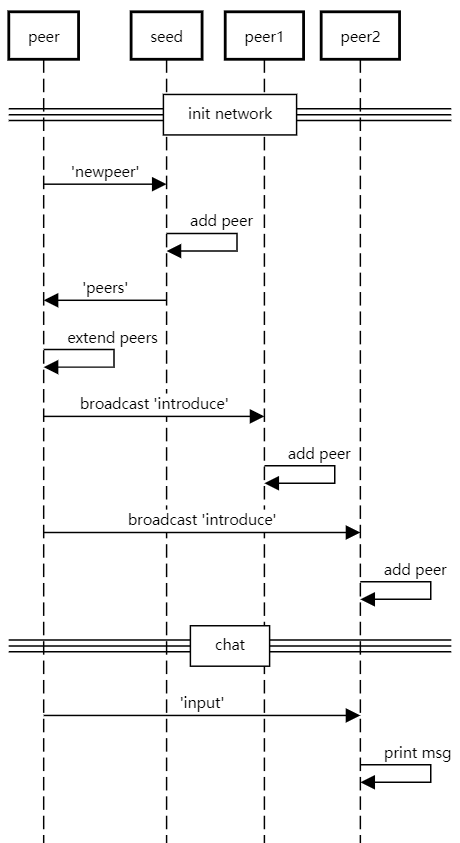 peer
seed
peer1
peer2
init network
'newpeer'
add peer
'peers'
extend peers
broadcast 'introduce'
add peer
broadcast 'introduce'
add peer
chat
'input'
print msg